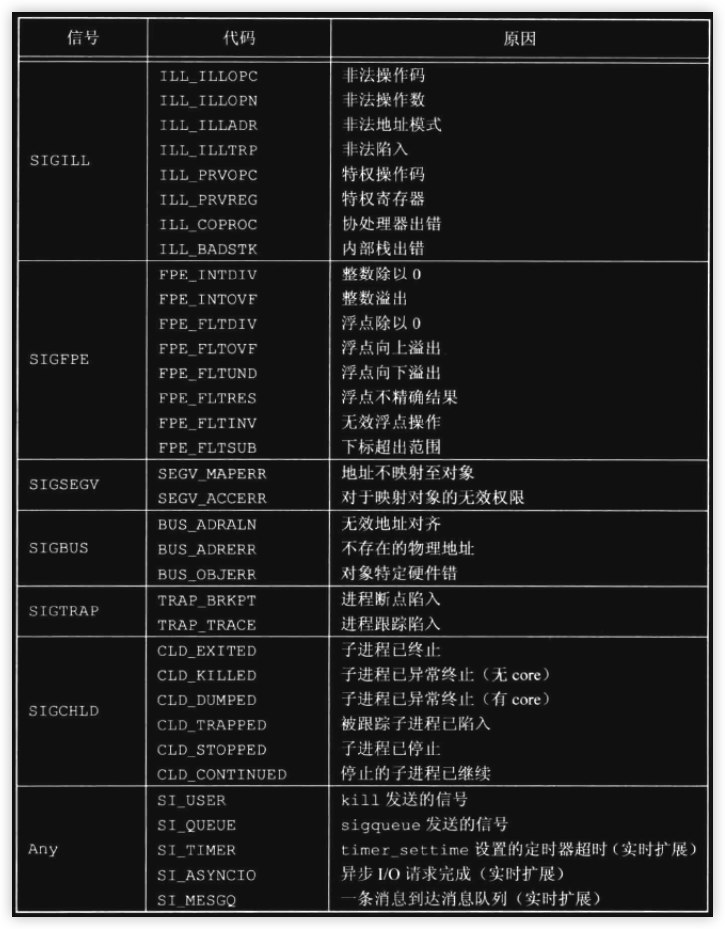 信号 代码 原因
SIGILL
ILL_ILLOPC 非法操作码
ILL_ILLOPN 非法操作数
ILL_ILLADR 非法地址模式
ILL_ILLTRP 非法陷入
ILL_PRVOPC 特权操作码
ILL_PRVREG 特权寄存器
ILL_COPROC 协处理器出错
ILL_BADSTK 内部栈出错
SIGFPE
FPE_INTDIV 整数除以 0
FPE_INTOVF 整数溢出
FPE_FLTDIV 浮点除以 0
FPE_FLTOVF 浮点向上溢出
FPE_FLTUND 浮点向下溢出
FPE_FLTRES 浮点不精确结果
FPE_FLTINV 无效浮点操作
FPE_FLTSUB 下标超出范围
SIGSEGV
SEGV_MAPERR 地址不映射至对象
SEGV_ACCERR 对于映射对象的无效权限
SIGBUS
BUS_ADRALN 无效地址对齐
BUS_ADRERR 不存在的物理地址
BUS_OBJERR 对象特定硬件错
SIGTRAP
TRAP_BRKPT 进程断点陷入
TRAP_TRACE 进程跟踪陷入
SIGCHLD
CLD_EXITED 子进程已终止
CLD_KILLED 子进程已异常终止（无 core）
CLD_DUMPED 子进程已异常终止（有 core）
CLD_TRAPPED 被跟踪子进程已陷入
CLD_STOPPED 子进程已停止
CLD_CONTINUED 停止的子进程已继续
Any
SI_USER kill 发送的信号
SI_QUEUE sigqueue 发送的信号
SI_TIMER timer_settime 设置的定时器超时（实时扩展）
SI_ASYNCIO 异步 I/O 请求完成（实时扩展）
SI_MESGQ 一条消息到达消息队列（实时扩展）